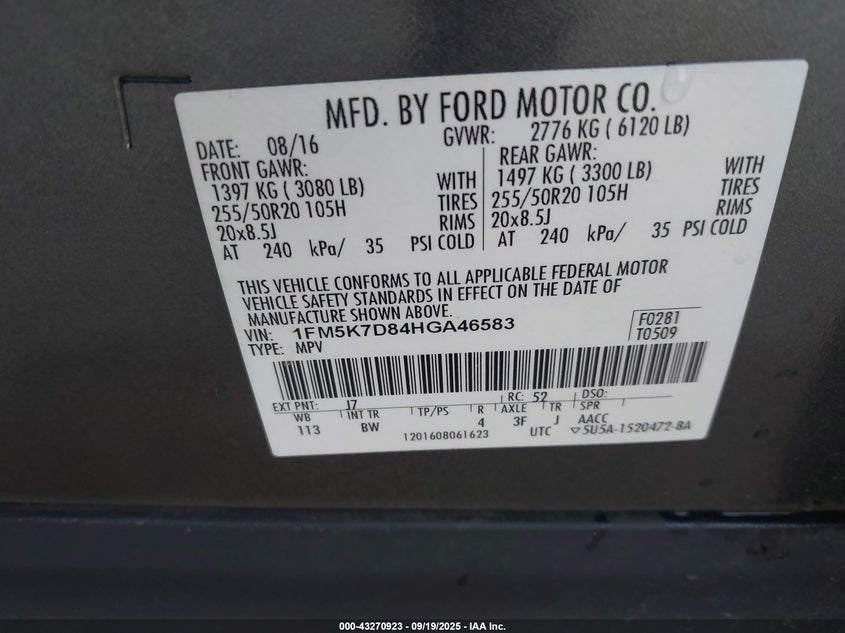 MFD. BY FORD MOTOR CO.
DATE: 08/16 GVWR: 2776 KG ( 6120 LB)
FRONT GAWR: REAR GAWR:
1397 KG ( 3080 LB) WITH 1497 KG ( 3300 LB) WITH
255/50R20 105H TIRES 255/50R20 105H TIRES
20x8.5J RIMS 20x8.5J RIMS
AT 240 kPa/ 35 PSI COLD AT 240 kPa/ 35 PSI COLD
THIS VEHICLE CONFORMS TO ALL APPLICABLE FEDERAL MOTOR
VEHICLE SAFETY STANDARDS IN EFFECT ON THE DATE OF
MANUFACTURE SHOWN ABOVE.
VIN: 1FM5K7D84HGA46583 F0281
TYPE: MPV T0509
EXT PNT: J7 RC: 52 DSO:
WB INT TR TP/PS R AXLE TR SPR
113 BW 4 3F J AACC
1201608061623 UTC ▽5U5A-1520472-BA
000-43270923 - 09/19/2025 - IAA Inc.